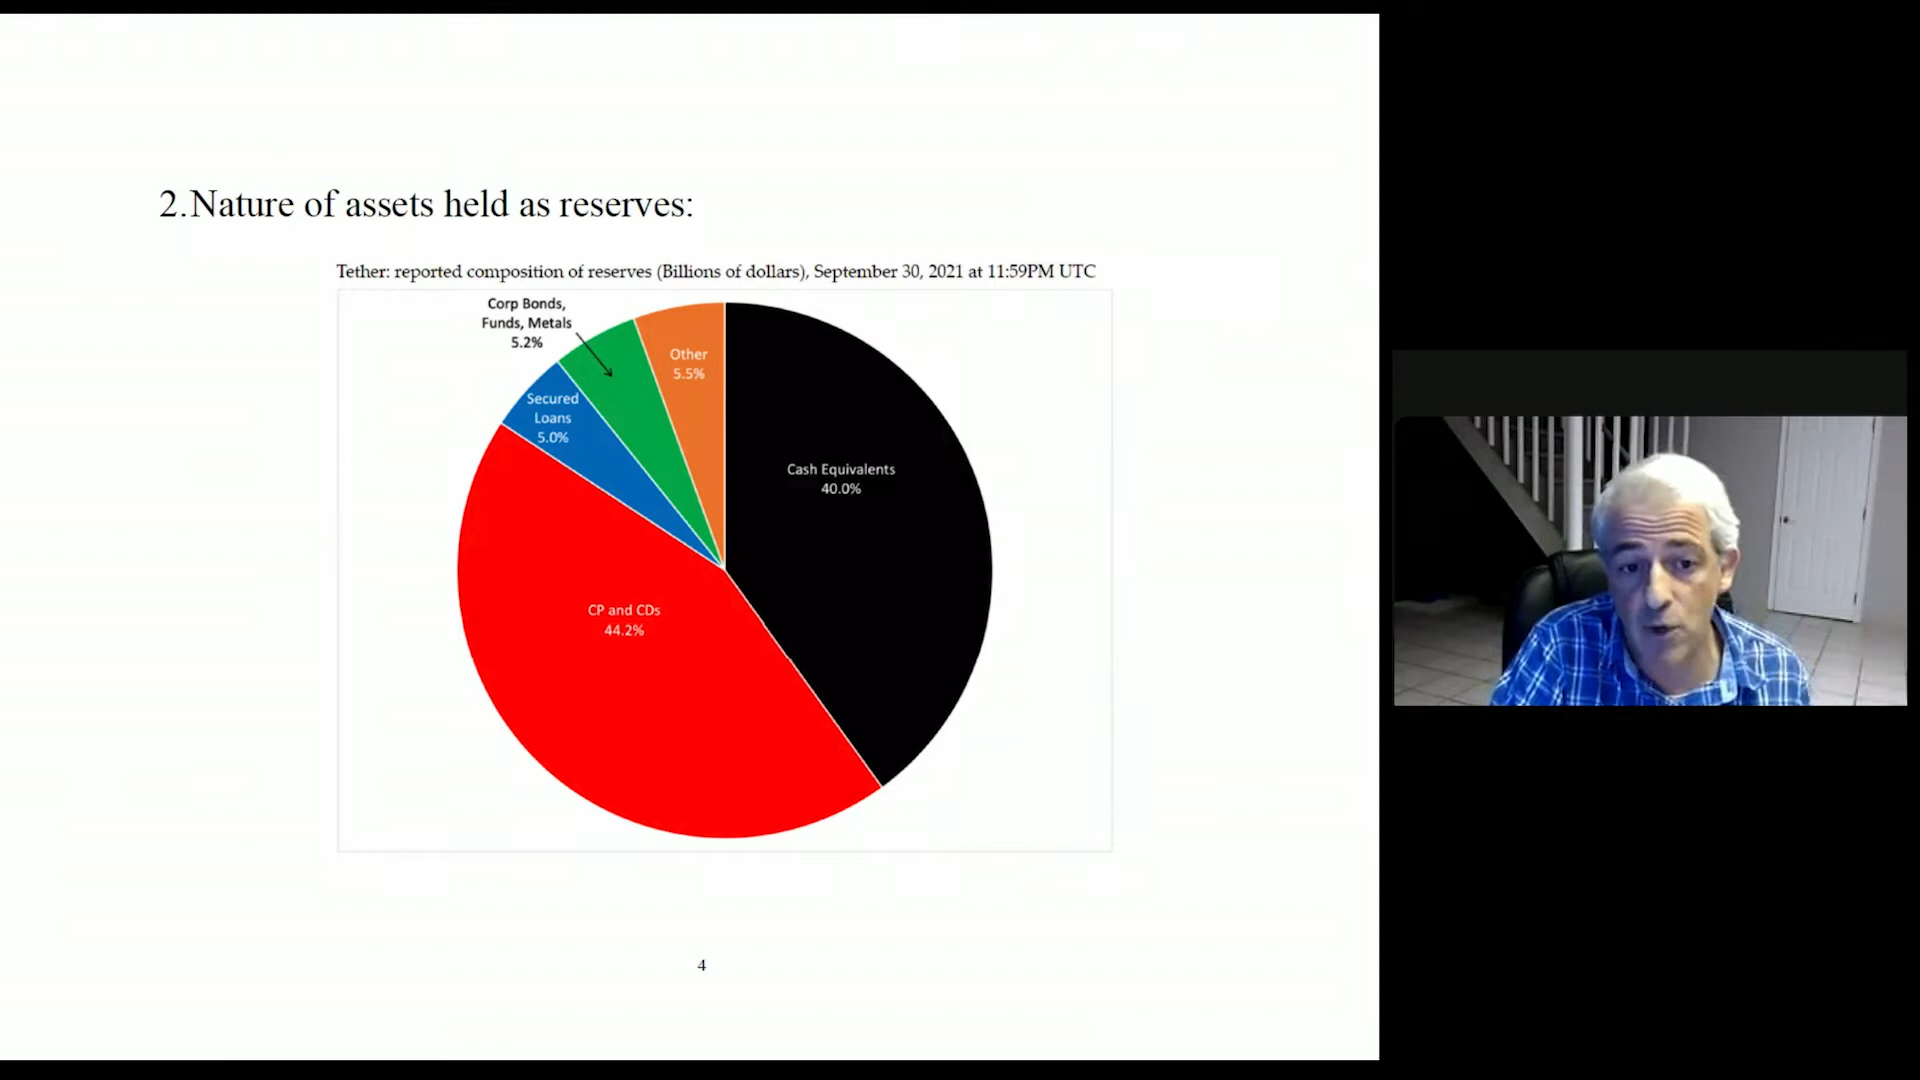 2. Nature of assets held as reserves:
Tether: reported composition of reserves (Billions of dollars), September 30, 2021 at 11:59PM UTC
Corp Bonds,
Funds, Metals
5.2%
Other
5.5%
Secured
Loans
5.0%
Cash Equivalents
40.0%
CP and CDs
44.2%
4